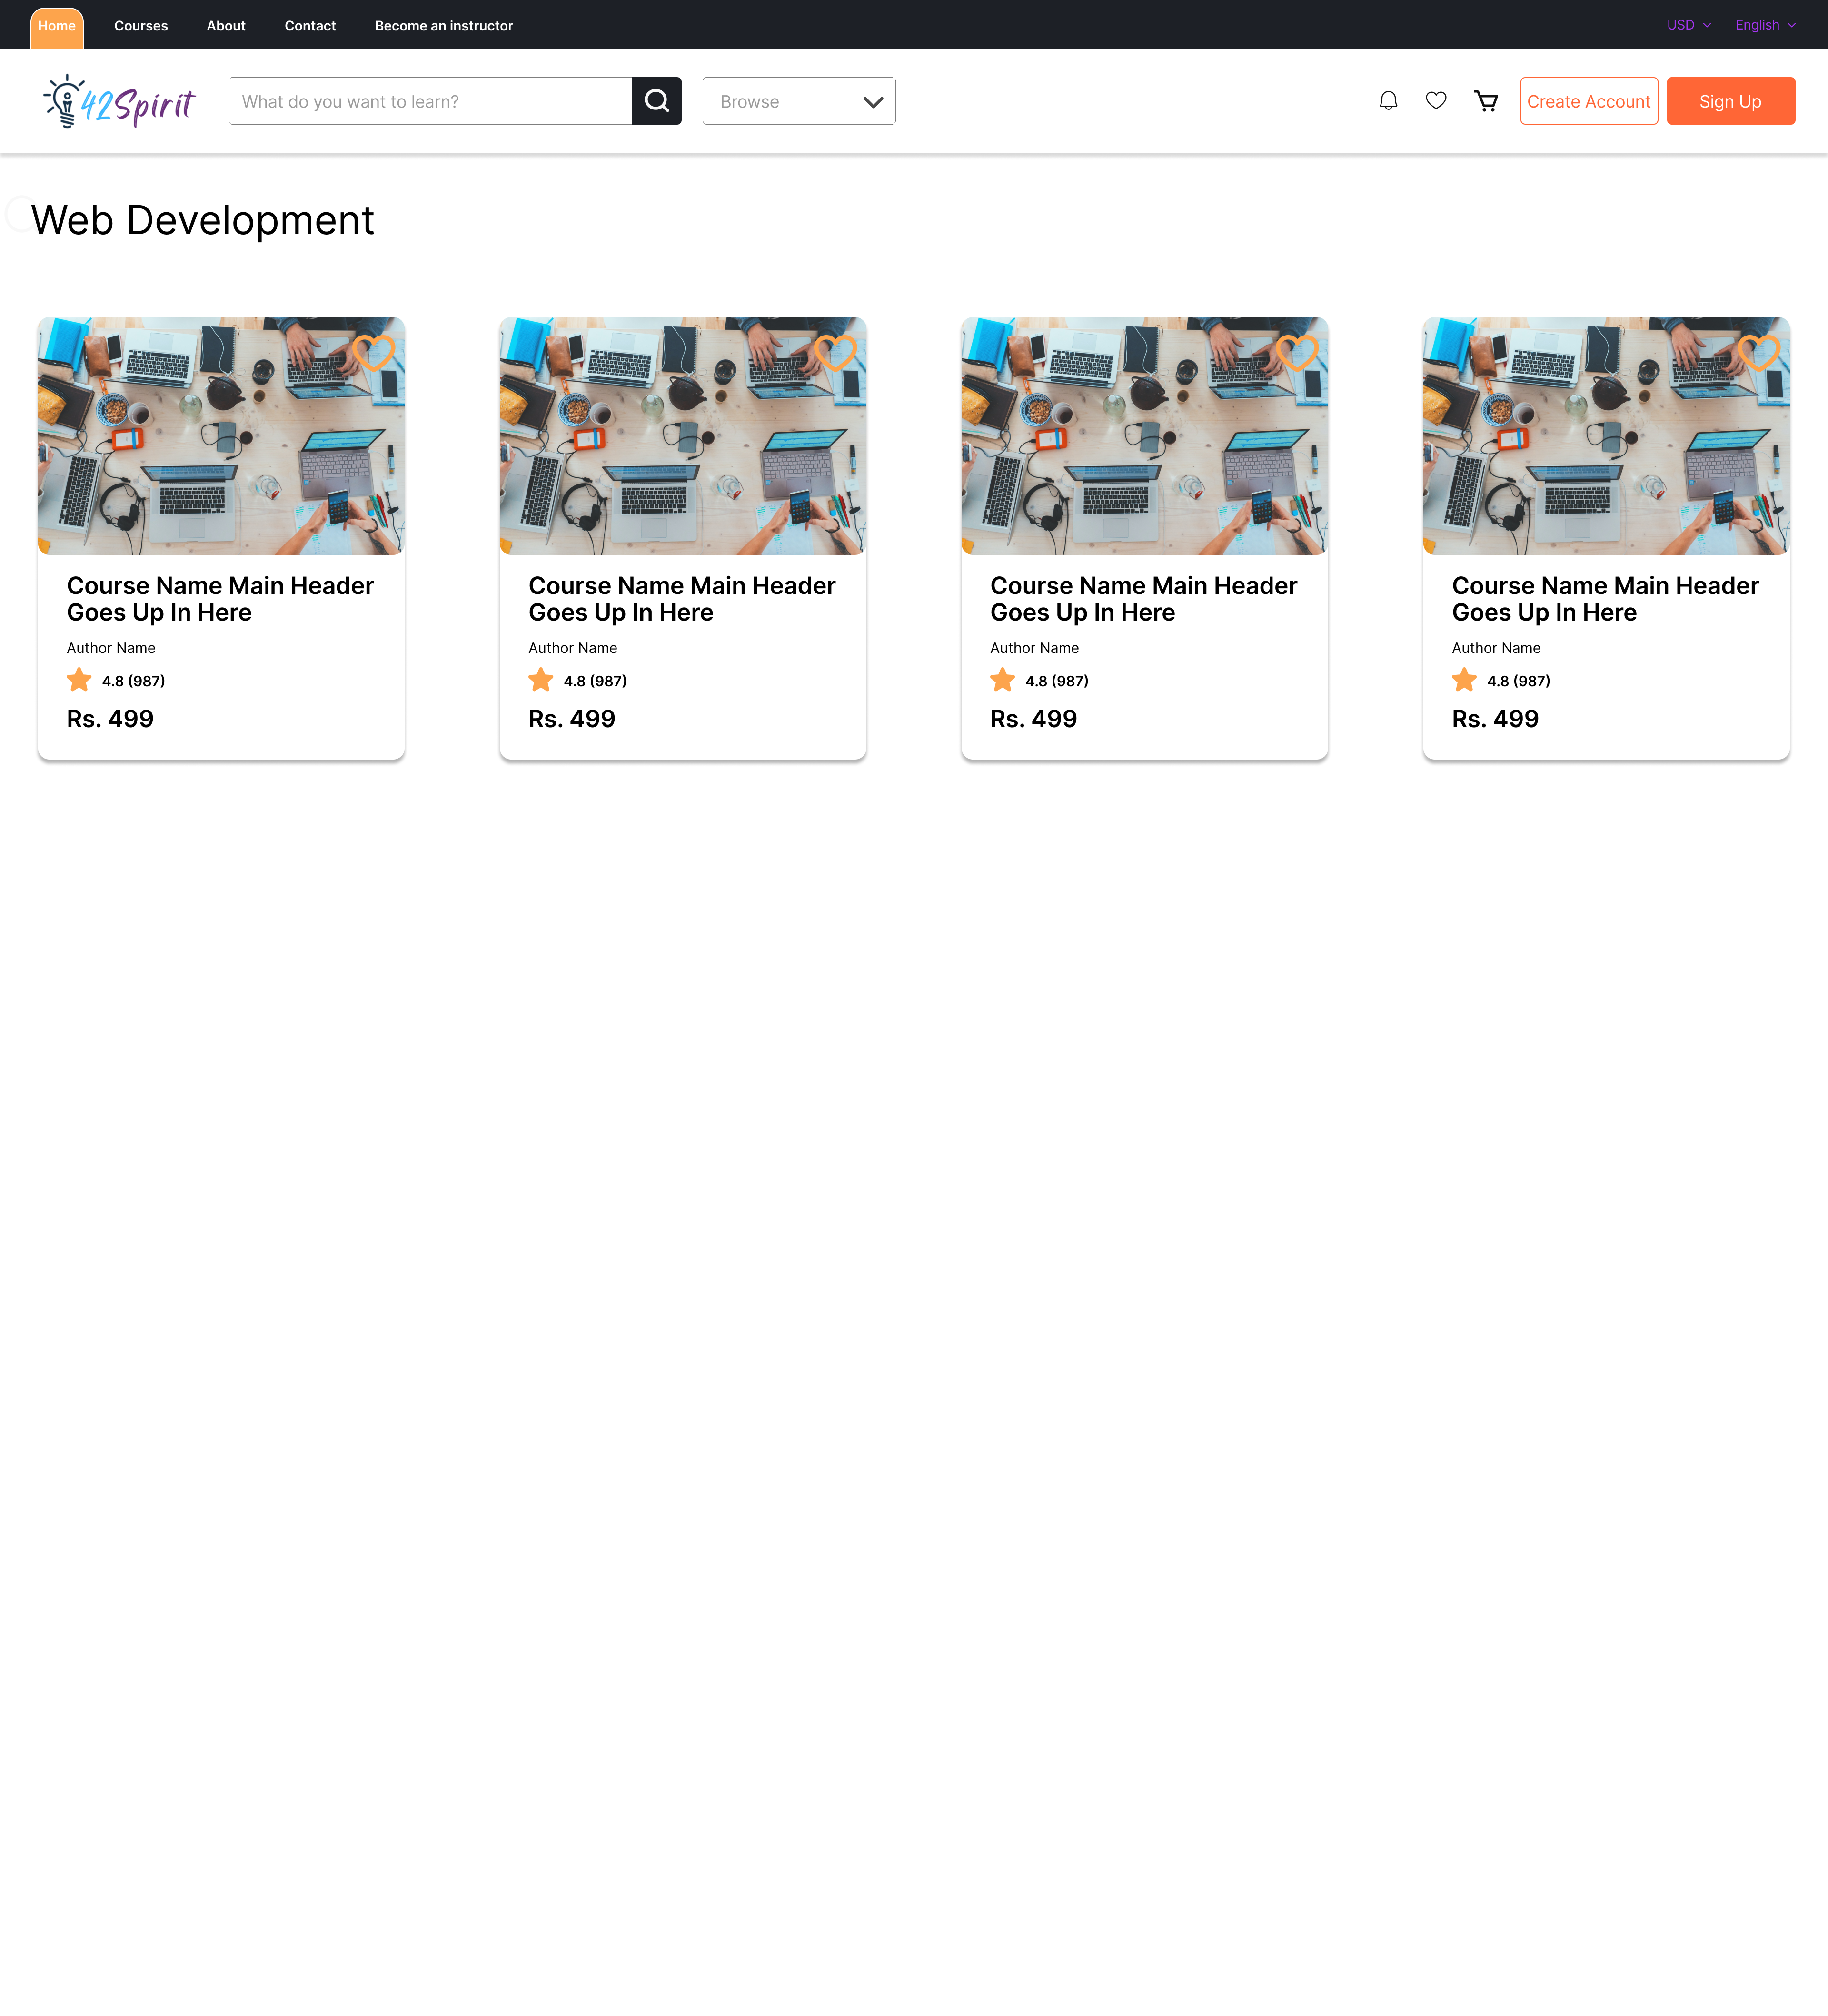 Home Courses About Contact Become an instructor USD English
42Spirit What do you want to learn? Browse Create Account Sign Up
Web Development
Course Name Main Header
Goes Up In Here
Author Name
4.8 (987)
Rs. 499
Course Name Main Header
Goes Up In Here
Author Name
4.8 (987)
Rs. 499
Course Name Main Header
Goes Up In Here
Author Name
4.8 (987)
Rs. 499
Course Name Main Header
Goes Up In Here
Author Name
4.8 (987)
Rs. 499